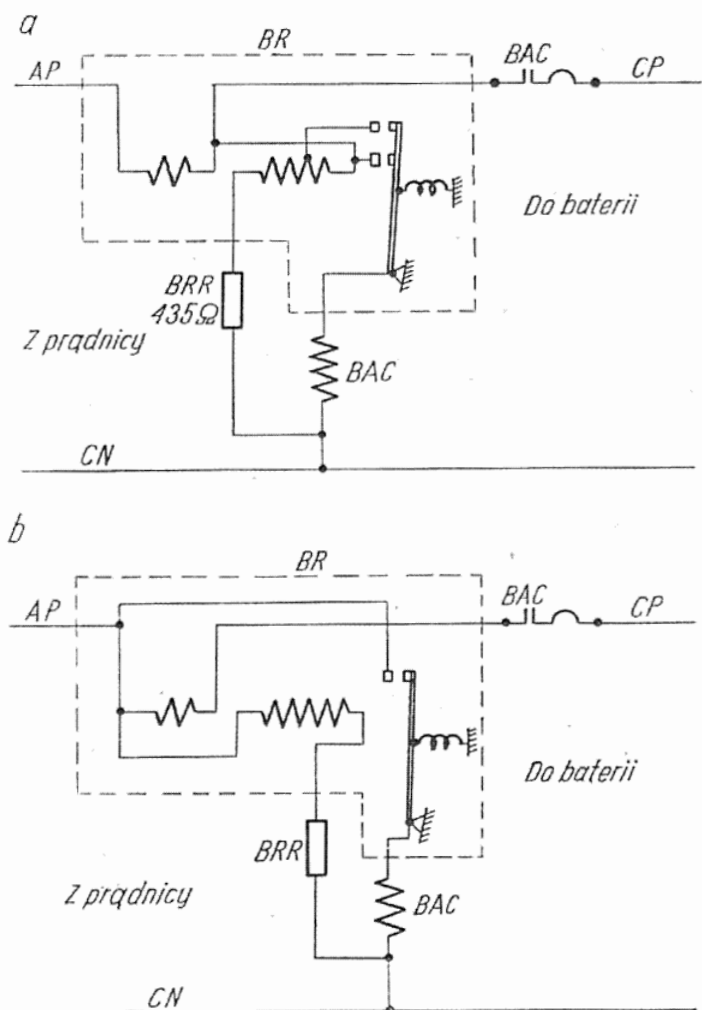 a
BR
AP
BAC
CP
Do baterii
BRR
435Ω
Z prądnicy
BAC
CN
b
BR
AP
BAC
CP
Do baterii
BRR
Z prądnicy
BAC
CN